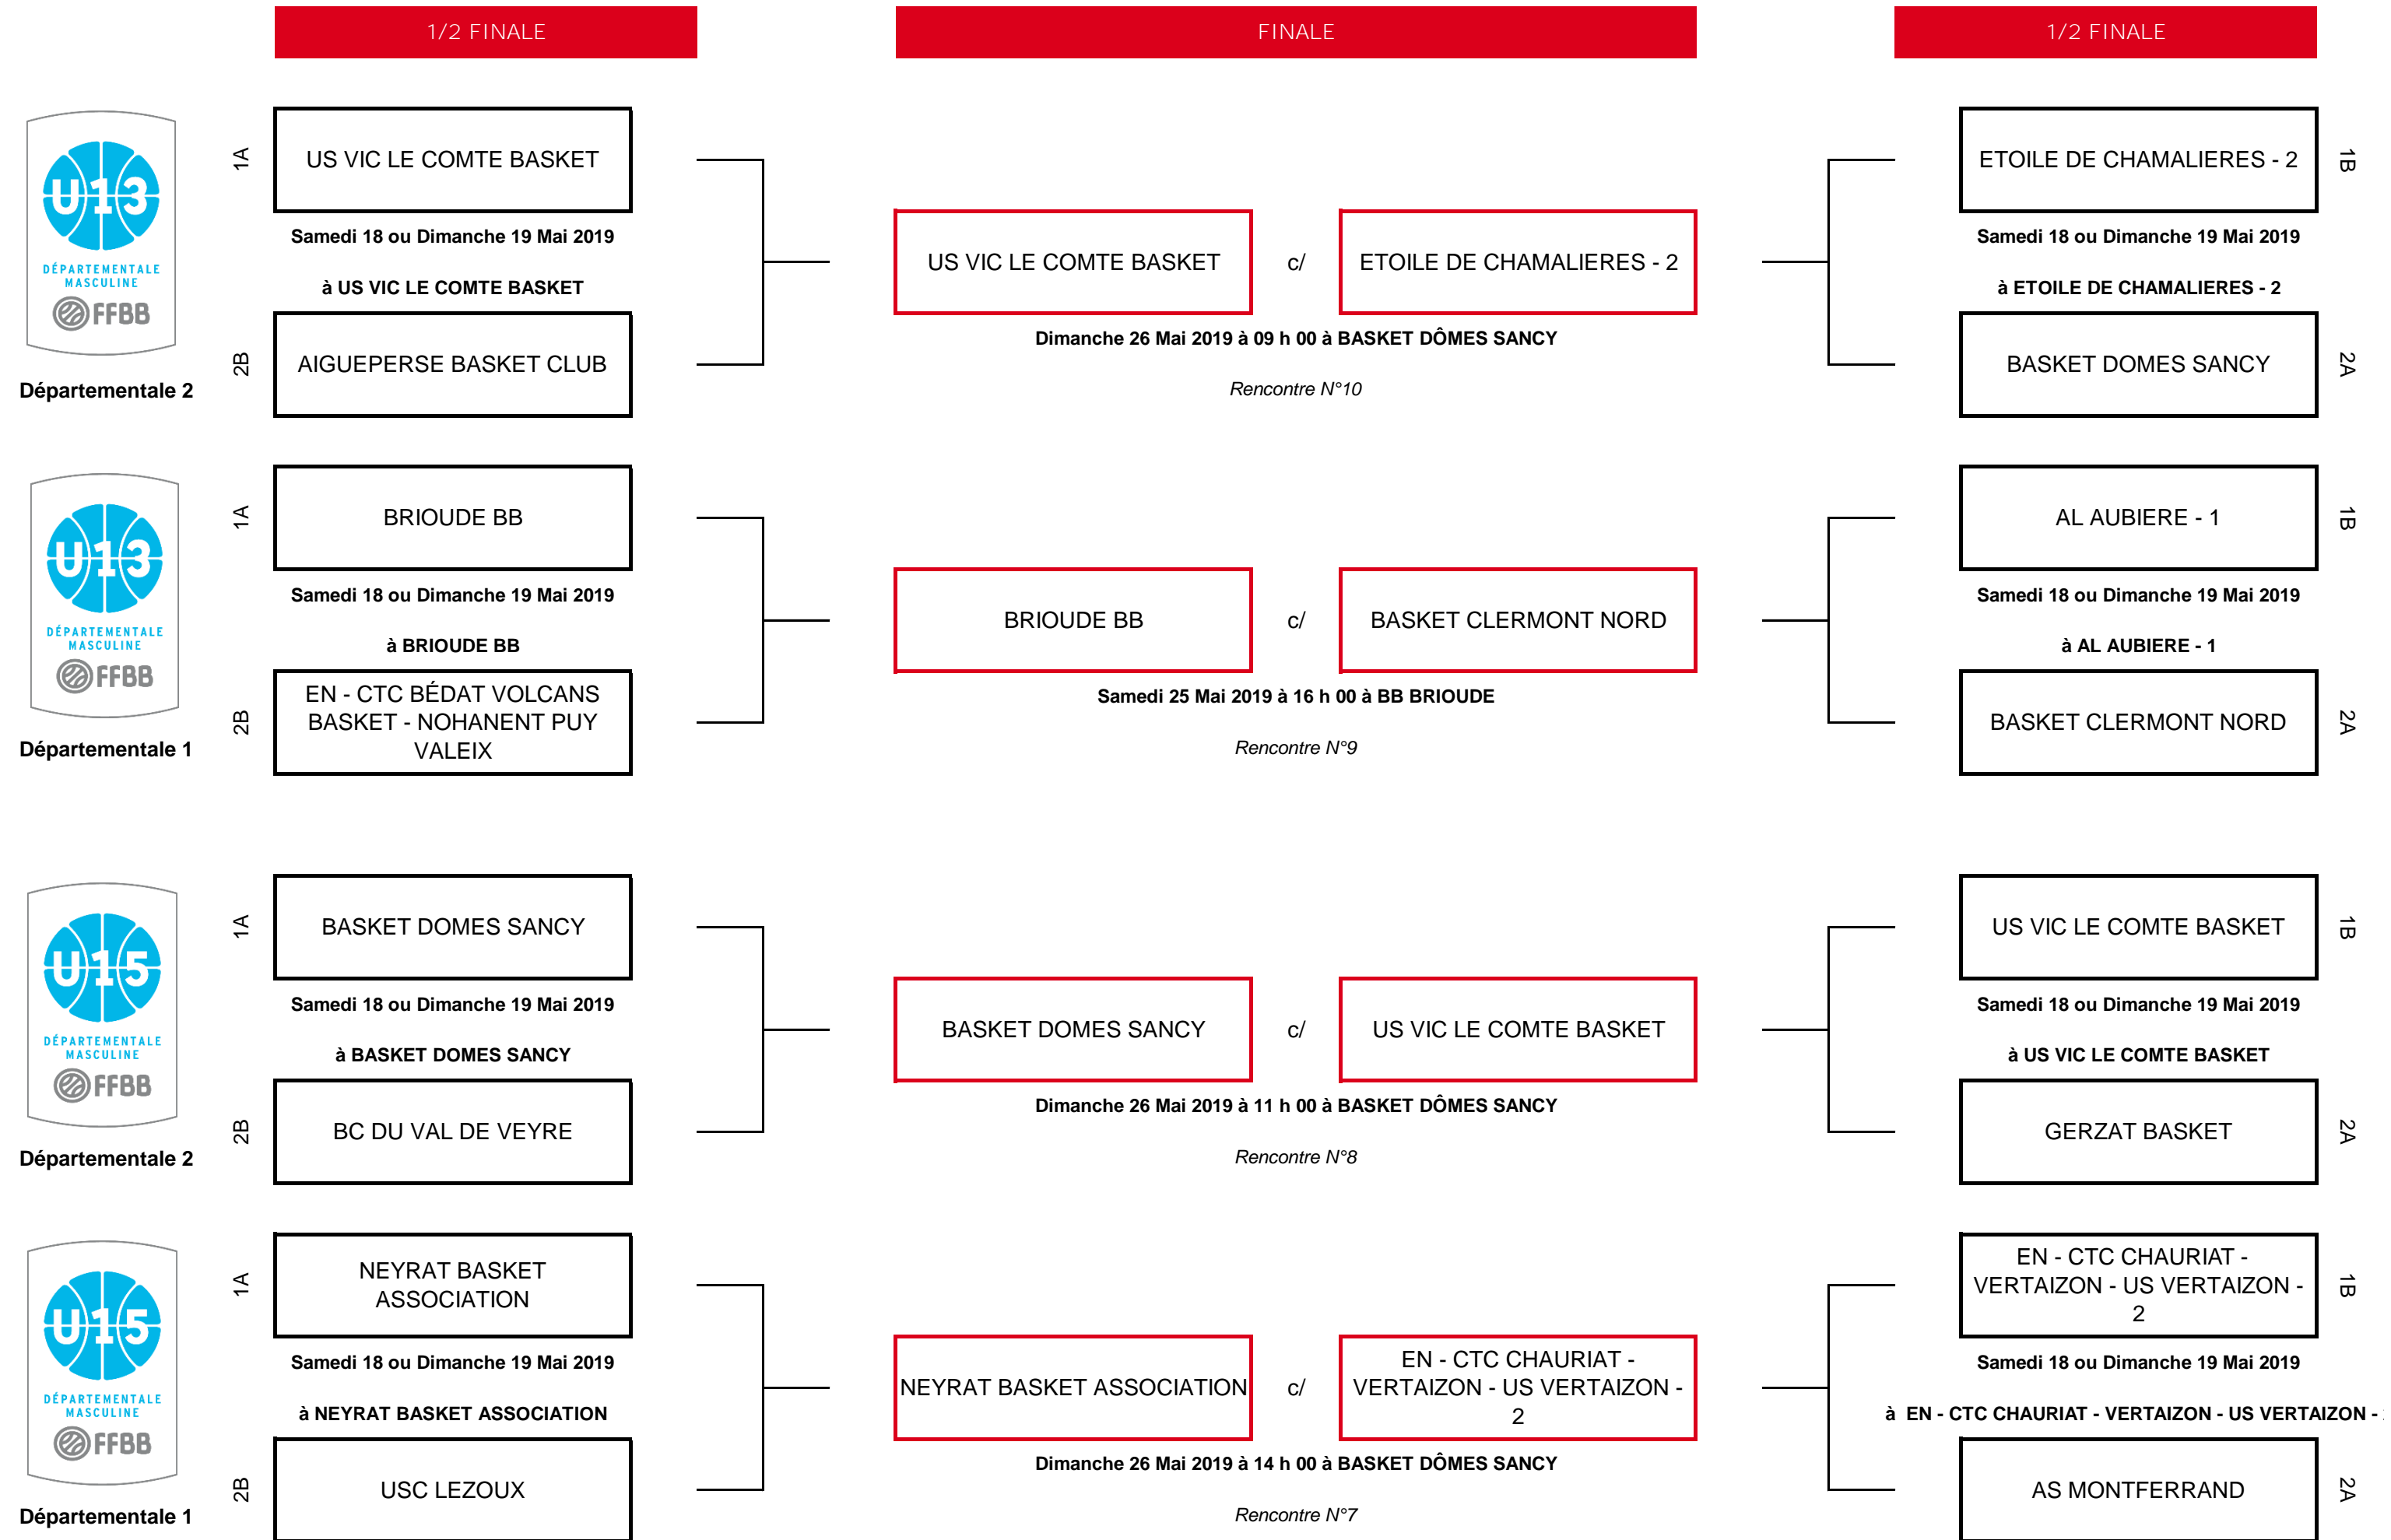 1/2 FINALE
FINALE
1/2 FINALE
U13
DÉPARTEMENTALE
MASCULINE
FFBB
Départementale 2
1A
US VIC LE COMTE BASKET
Samedi 18 ou Dimanche 19 Mai 2019
à US VIC LE COMTE BASKET
2B
AIGUEPERSE BASKET CLUB
US VIC LE COMTE BASKET
c/
ETOILE DE CHAMALIERES - 2
Dimanche 26 Mai 2019 à 09 h 00 à BASKET DÔMES SANCY
Rencontre N°10
ETOILE DE CHAMALIERES - 2
1B
Samedi 18 ou Dimanche 19 Mai 2019
à ETOILE DE CHAMALIERES - 2
BASKET DOMES SANCY
2A
U13
DÉPARTEMENTALE
MASCULINE
FFBB
Départementale 1
1A
BRIOUDE BB
Samedi 18 ou Dimanche 19 Mai 2019
à BRIOUDE BB
2B
EN - CTC BÉDAT VOLCANS
BASKET - NOHANENT PUY
VALEIX
BRIOUDE BB
c/
BASKET CLERMONT NORD
Samedi 25 Mai 2019 à 16 h 00 à BB BRIOUDE
Rencontre N°9
AL AUBIERE - 1
1B
Samedi 18 ou Dimanche 19 Mai 2019
à AL AUBIERE - 1
BASKET CLERMONT NORD
2A
U15
DÉPARTEMENTALE
MASCULINE
FFBB
Départementale 2
1A
BASKET DOMES SANCY
Samedi 18 ou Dimanche 19 Mai 2019
à BASKET DOMES SANCY
2B
BC DU VAL DE VEYRE
BASKET DOMES SANCY
c/
US VIC LE COMTE BASKET
Dimanche 26 Mai 2019 à 11 h 00 à BASKET DÔMES SANCY
Rencontre N°8
US VIC LE COMTE BASKET
1B
Samedi 18 ou Dimanche 19 Mai 2019
à US VIC LE COMTE BASKET
GERZAT BASKET
2A
U15
DÉPARTEMENTALE
MASCULINE
FFBB
Départementale 1
1A
NEYRAT BASKET
ASSOCIATION
Samedi 18 ou Dimanche 19 Mai 2019
à NEYRAT BASKET ASSOCIATION
2B
USC LEZOUX
NEYRAT BASKET ASSOCIATION
c/
EN - CTC CHAURIAT -
VERTAIZON - US VERTAIZON -
2
Dimanche 26 Mai 2019 à 14 h 00 à BASKET DÔMES SANCY
Rencontre N°7
EN - CTC CHAURIAT -
VERTAIZON - US VERTAIZON -
2
1B
Samedi 18 ou Dimanche 19 Mai 2019
à EN - CTC CHAURIAT - VERTAIZON - US VERTAIZON -
AS MONTFERRAND
2A